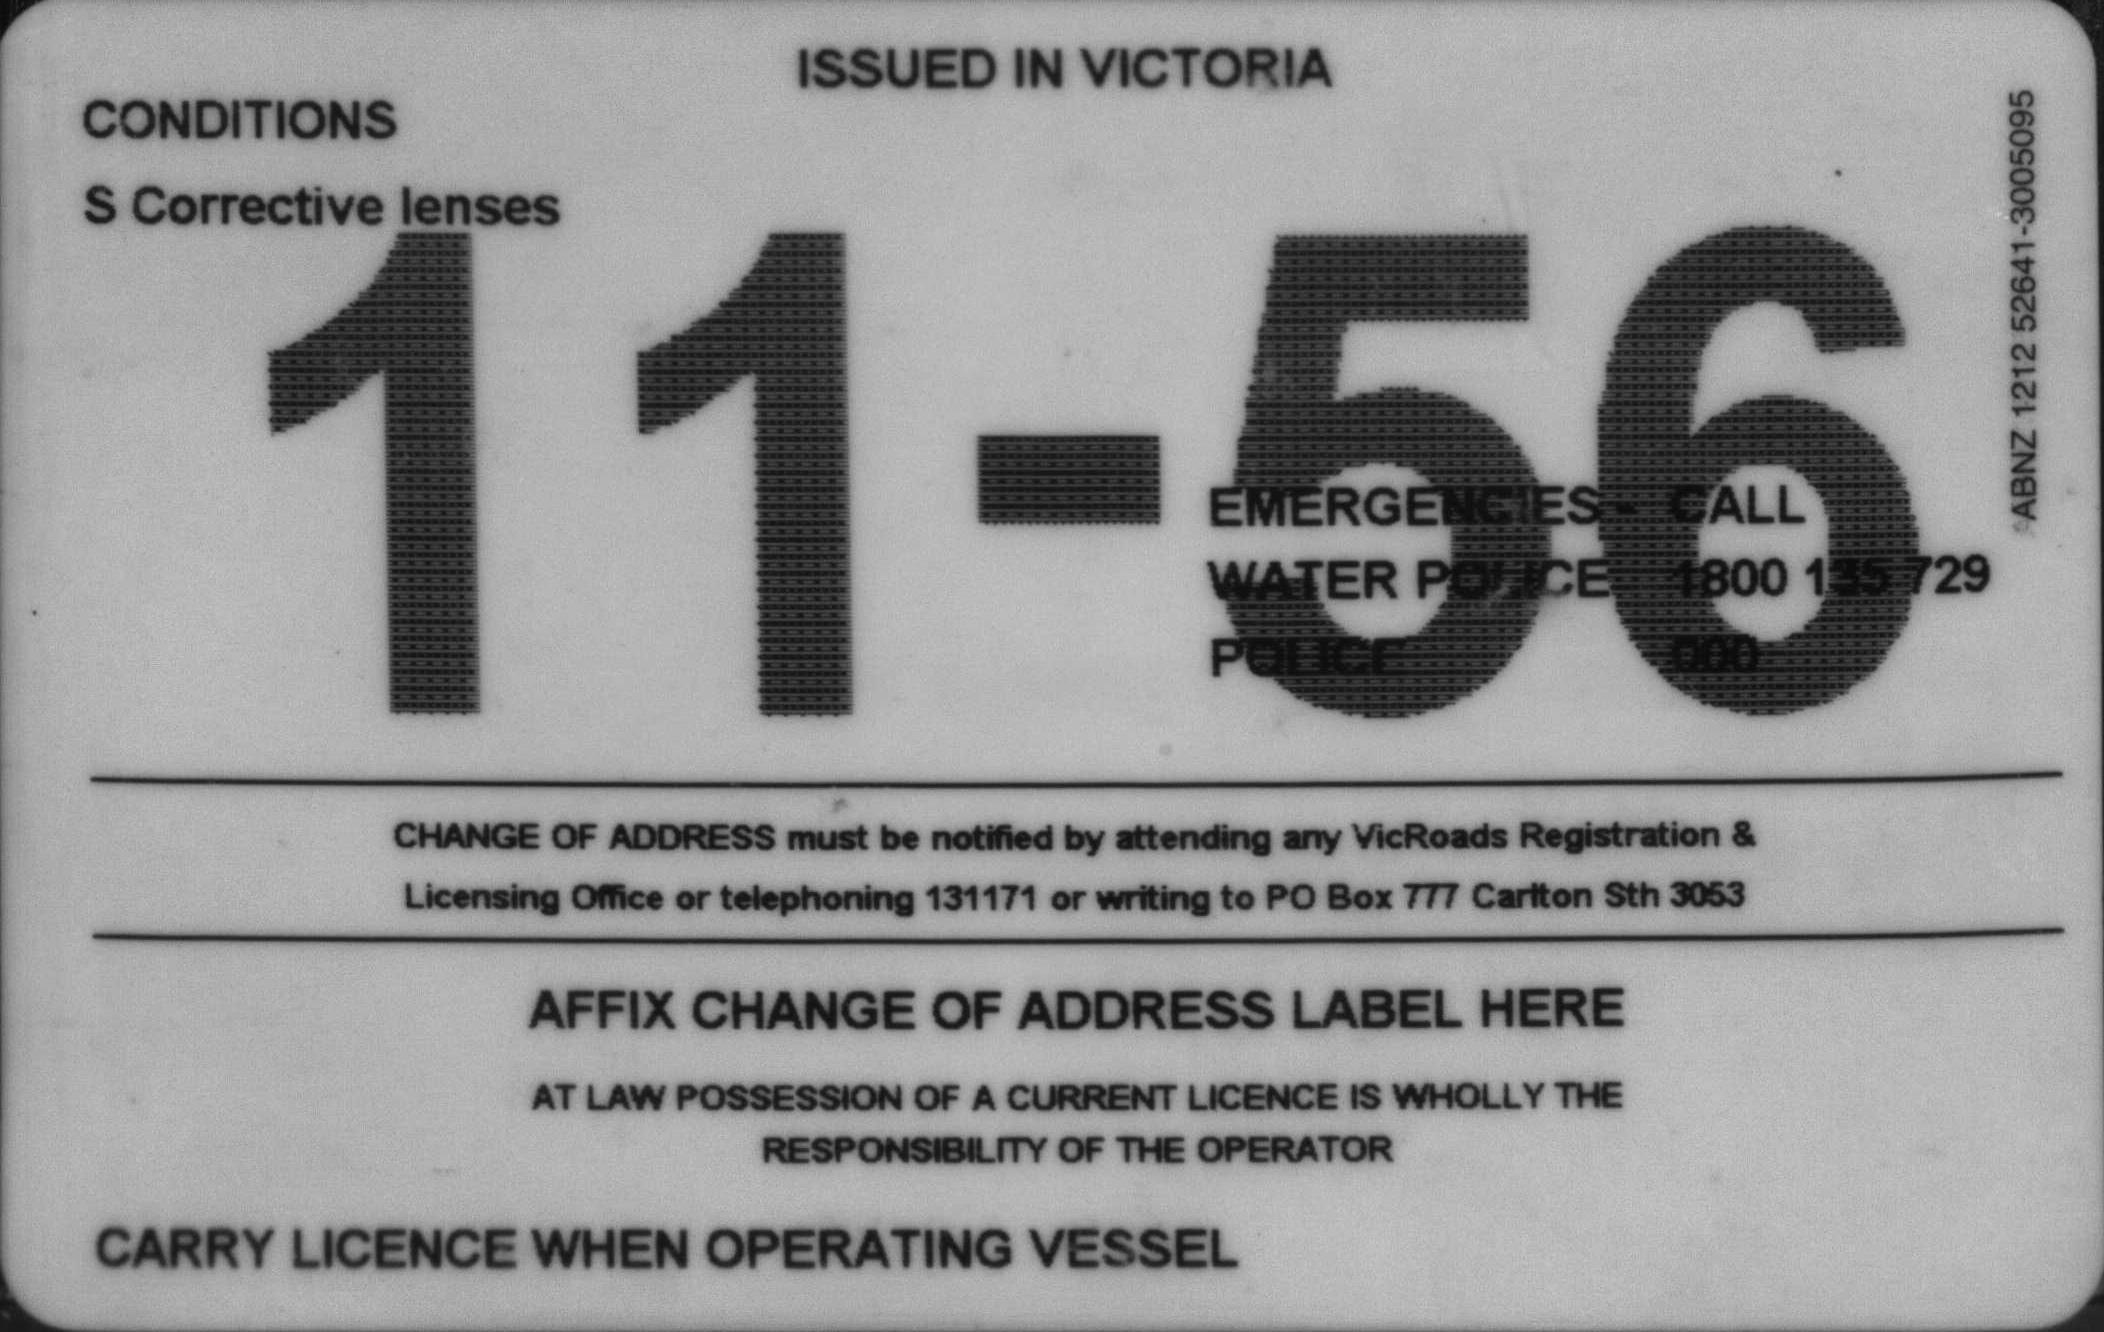 ISSUED IN VICTORIA
CONDITIONS
S Corrective lenses
11-56
EMERGENCIES - CALL
WATER POLICE 1800 135 729
POLICE 000
ABNZ 1212 52641-3005095
CHANGE OF ADDRESS must be notified by attending any VicRoads Registration &
Licensing Office or telephoning 131171 or writing to PO Box 777 Carlton Sth 3053
AFFIX CHANGE OF ADDRESS LABEL HERE
AT LAW POSSESSION OF A CURRENT LICENCE IS WHOLLY THE
RESPONSIBILITY OF THE OPERATOR
CARRY LICENCE WHEN OPERATING VESSEL